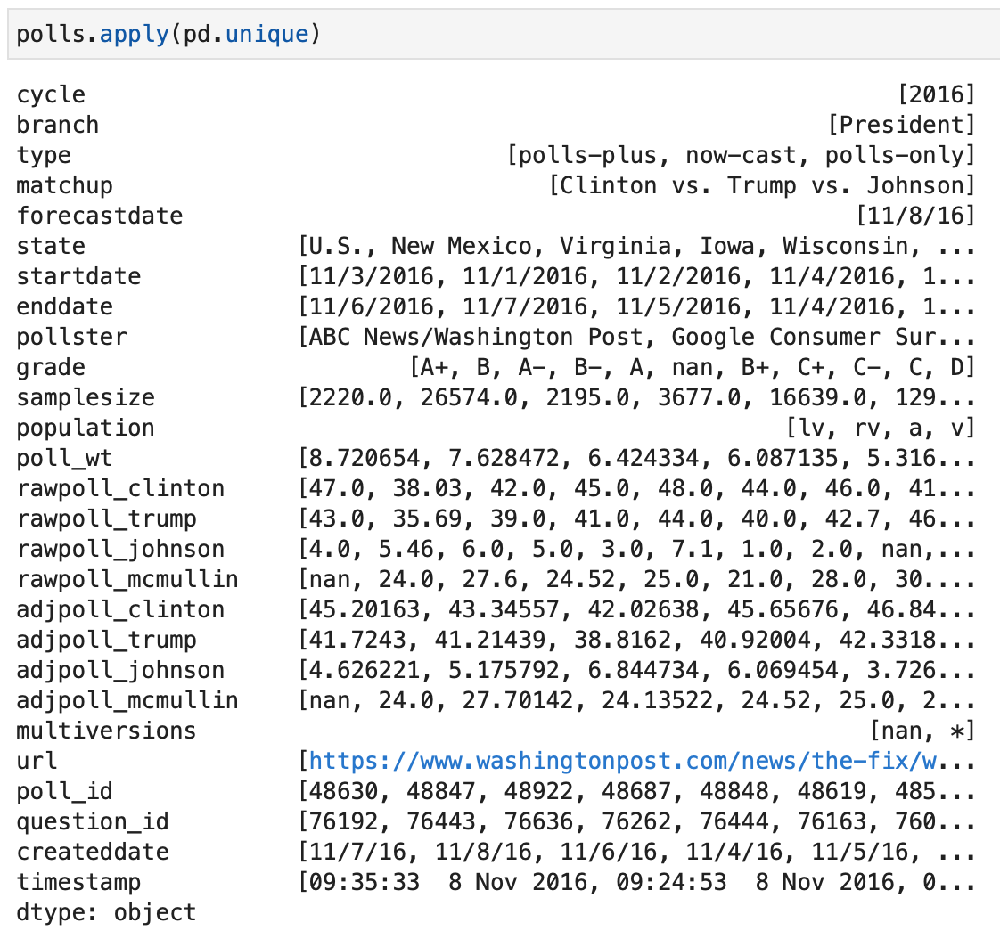 polls.apply(pd.unique)
cycle [2016]
branch [President]
type [polls-plus, now-cast, polls-only]
matchup [Clinton vs. Trump vs. Johnson]
forecastdate [11/8/16]
state [U.S., New Mexico, Virginia, Iowa, Wisconsin, ...
startdate [11/3/2016, 11/1/2016, 11/2/2016, 11/4/2016, 1...
enddate [11/6/2016, 11/7/2016, 11/5/2016, 11/4/2016, 1...
pollster [ABC News/Washington Post, Google Consumer Sur...
grade [A+, B, A-, B-, A, nan, B+, C+, C-, C, D]
samplesize [2220.0, 26574.0, 2195.0, 3677.0, 16639.0, 129...
population [lv, rv, a, v]
poll_wt [8.720654, 7.628472, 6.424334, 6.087135, 5.316...
rawpoll_clinton [47.0, 38.03, 42.0, 45.0, 48.0, 44.0, 46.0, 41...
rawpoll_trump [43.0, 35.69, 39.0, 41.0, 44.0, 40.0, 42.7, 46...
rawpoll_johnson [4.0, 5.46, 6.0, 5.0, 3.0, 7.1, 1.0, 2.0, nan,...
rawpoll_mcmullin [nan, 24.0, 27.6, 24.52, 25.0, 21.0, 28.0, 30....
adjpoll_clinton [45.20163, 43.34557, 42.02638, 45.65676, 46.84...
adjpoll_trump [41.7243, 41.21439, 38.8162, 40.92004, 42.3318...
adjpoll_johnson [4.626221, 5.175792, 6.844734, 6.069454, 3.726...
adjpoll_mcmullin [nan, 24.0, 27.70142, 24.13522, 24.52, 25.0, 2...
multiversions [nan, *]
url [https://www.washingtonpost.com/news/the-fix/w...
poll_id [48630, 48847, 48922, 48687, 48848, 48619, 485...
question_id [76192, 76443, 76636, 76262, 76444, 76163, 760...
createddate [11/7/16, 11/8/16, 11/6/16, 11/4/16, 11/5/16, ...
timestamp [09:35:33  8 Nov 2016, 09:24:53  8 Nov 2016, 0...
dtype: object